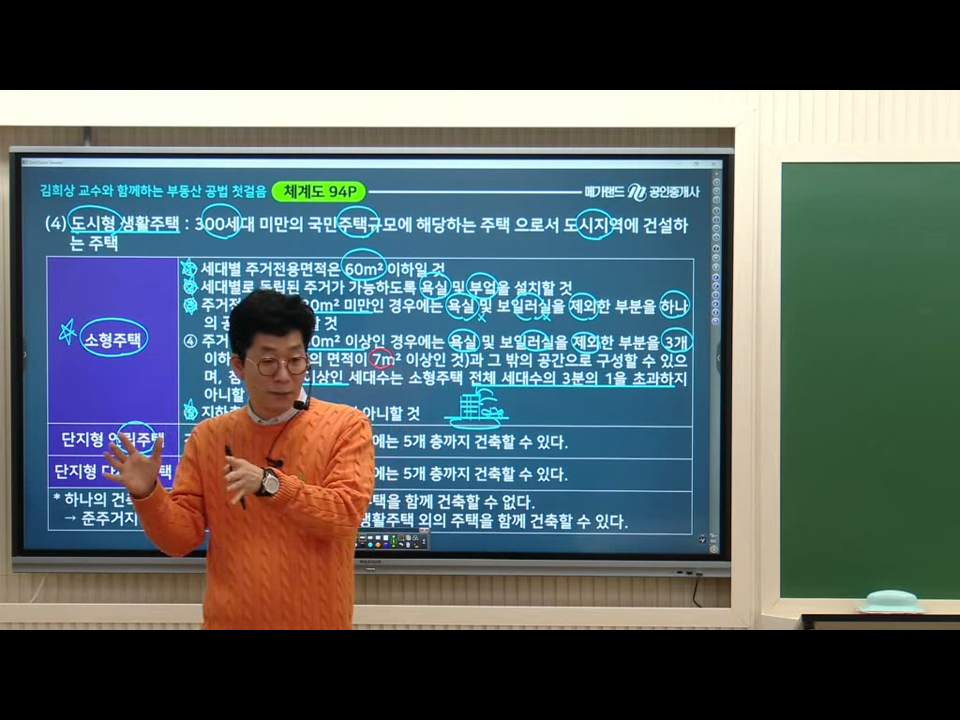 김희상 교수와 함께하는 부동산 공법 첫걸음 체계도 94P 메가랜드 공인중개사
(4) 도시형 생활주택 : 300세대 미만의 국민주택규모에 해당하는 주택 으로서 도시지역에 건설하
는 주택
소형주택
① 세대별 주거전용면적은 60m² 이하일 것
② 세대별로 독립된 주거가 가능하도록 욕실 및 부엌을 설치할 것
③ 주거전 0m² 미만인 경우에는 욕실 및 보일러실을 제외한 부분을 하나
의 공 할 것
④ 주거 0m² 이상인 경우에는 욕실 및 보일러실을 제외한 부분을 3개
이하 의 면적이 7m² 이상인 것)과 그 밖의 공간으로 구성할 수 있으
며, 이상인 세대수는 소형주택 전체 세대수의 3분의 1을 초과하지
아니할
⑤ 지하 아니할 것
단지형 연립주택 에는 5개 층까지 건축할 수 있다.
단지형 다 택 에는 5개 층까지 건축할 수 있다.
* 하나의 건축 택을 함께 건축할 수 없다.
→ 준주거지 생활주택 외의 주택을 함께 건축할 수 있다.